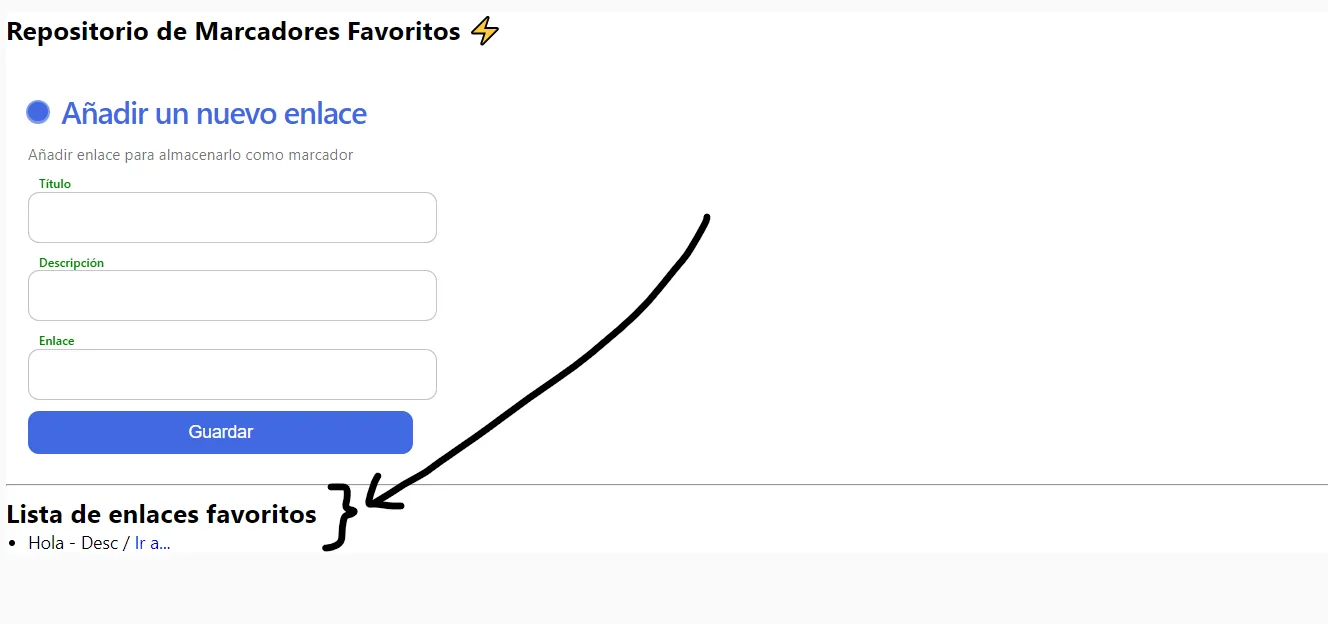 Repositorio de Marcadores Favoritos ⚡
Añadir un nuevo enlace
Añadir enlace para almacenarlo como marcador
Título
Descripción
Enlace
Guardar
Lista de enlaces favoritos
• Hola - Desc / Ir a...